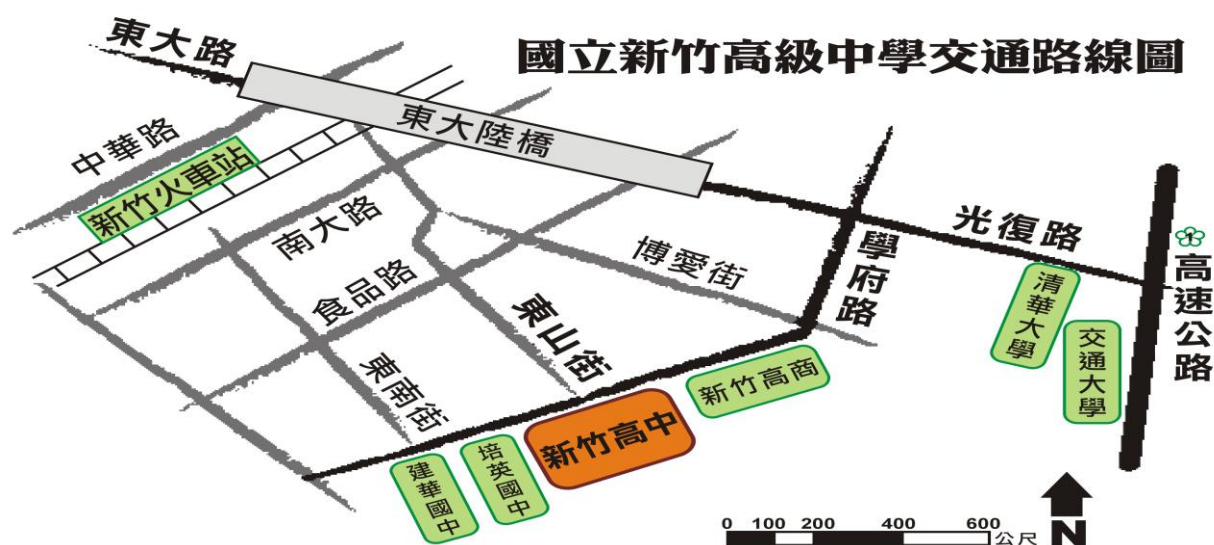 國立新竹高級中學交通路線圖
東大路
東大陸橋
中華路
新竹火車站
南大路
食品路
博愛街
學府路
光復路
1
高速公路
清華大學
交通大學
東山街
東南街
新竹高商
新竹高中
培英國中
建華國中
0 100 200 400 600
公尺
N